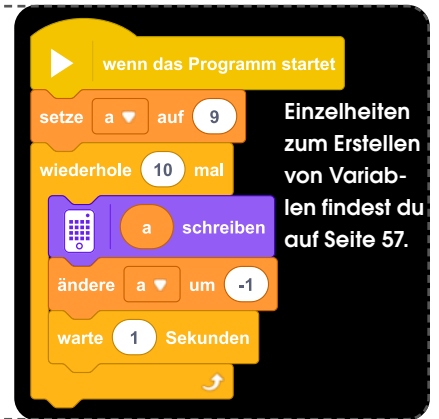 wenn das Programm startet
setze a auf 9
wiederhole 10 mal
a schreiben
ändere a um -1
warte 1 Sekunden
Einzelheiten
zum Erstellen
von Variab-
len findest du
auf Seite 57.